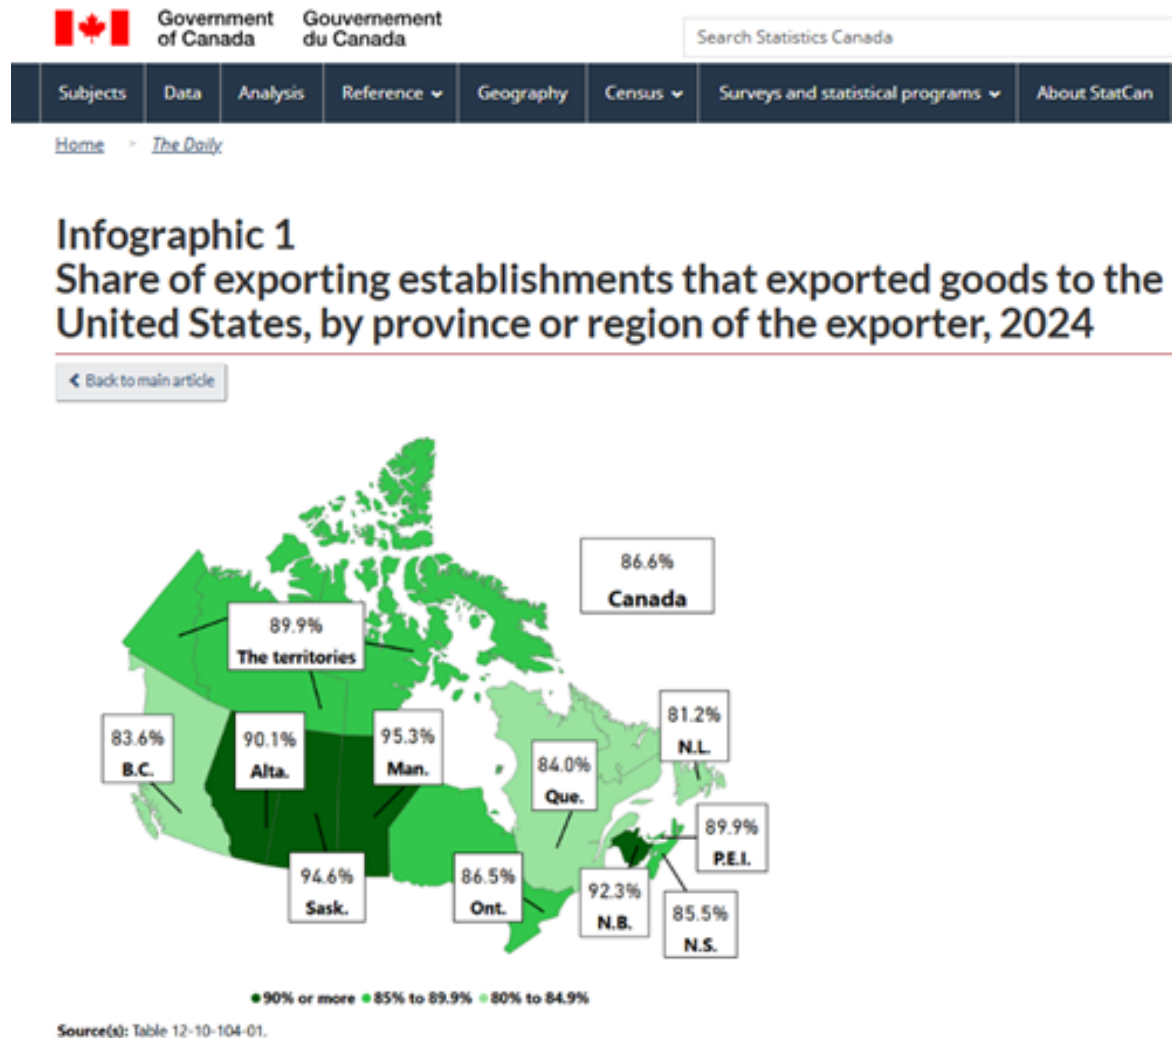 Government of Canada
Gouvernement du Canada
Search Statistics Canada
Subjects Data Analysis Reference Geography Census Surveys and statistical programs About StatCan
Home > The Daily
Infographic 1
Share of exporting establishments that exported goods to the
United States, by province or region of the exporter, 2024
Back to main article
86.6%
Canada
89.9%
The territories
83.6%
B.C.
90.1%
Alta.
95.3%
Man.
84.0%
Que.
81.2%
N.L.
94.6%
Sask.
86.5%
Ont.
92.3%
N.B.
89.9%
P.E.I.
85.5%
N.S.
90% or more 85% to 89.9% 80% to 84.9%
Source(s): Table 12-10-104-01.